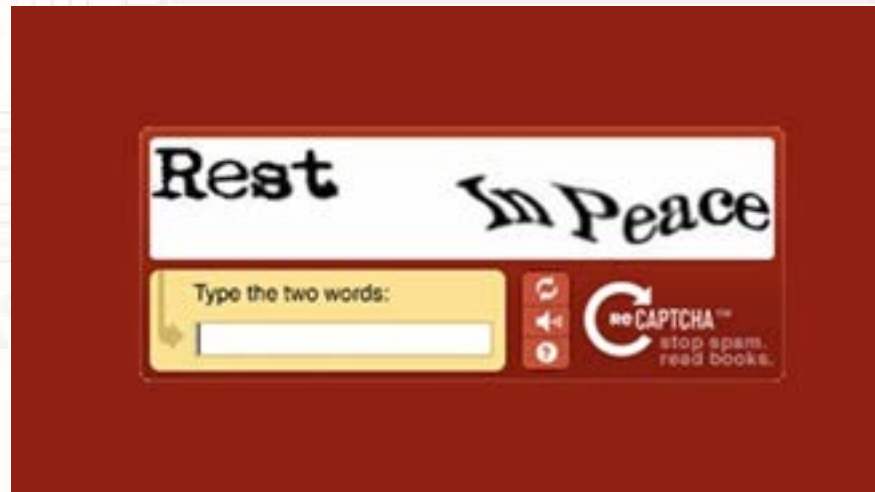 Rest In Peace
Type the two words:
ReCAPTCHA™
stop spam.
read books.